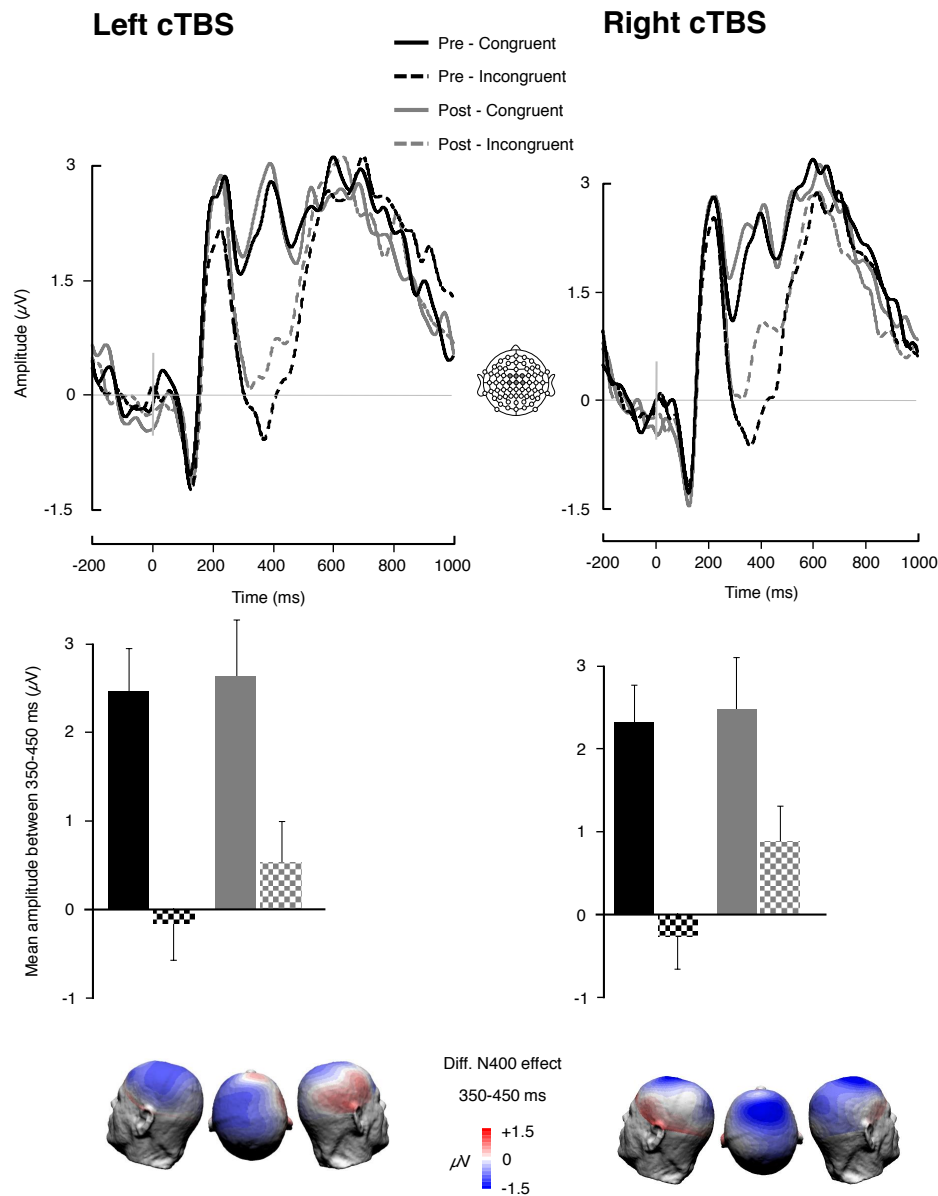 Left cTBS
Right cTBS
Pre - Congruent
Pre - Incongruent
Post - Congruent
Post - Incongruent
Amplitude (µV)
3
1.5
0
-1.5
-200 0 200 400 600 800 1000
Time (ms)
3
1.5
0
-1.5
-200 0 200 400 600 800 1000
Time (ms)
Mean amplitude between 350-450 ms (µV)
3
2
1
0
-1
3
2
1
0
-1
Diff. N400 effect
350-450 ms
µV
+1.5
0
-1.5